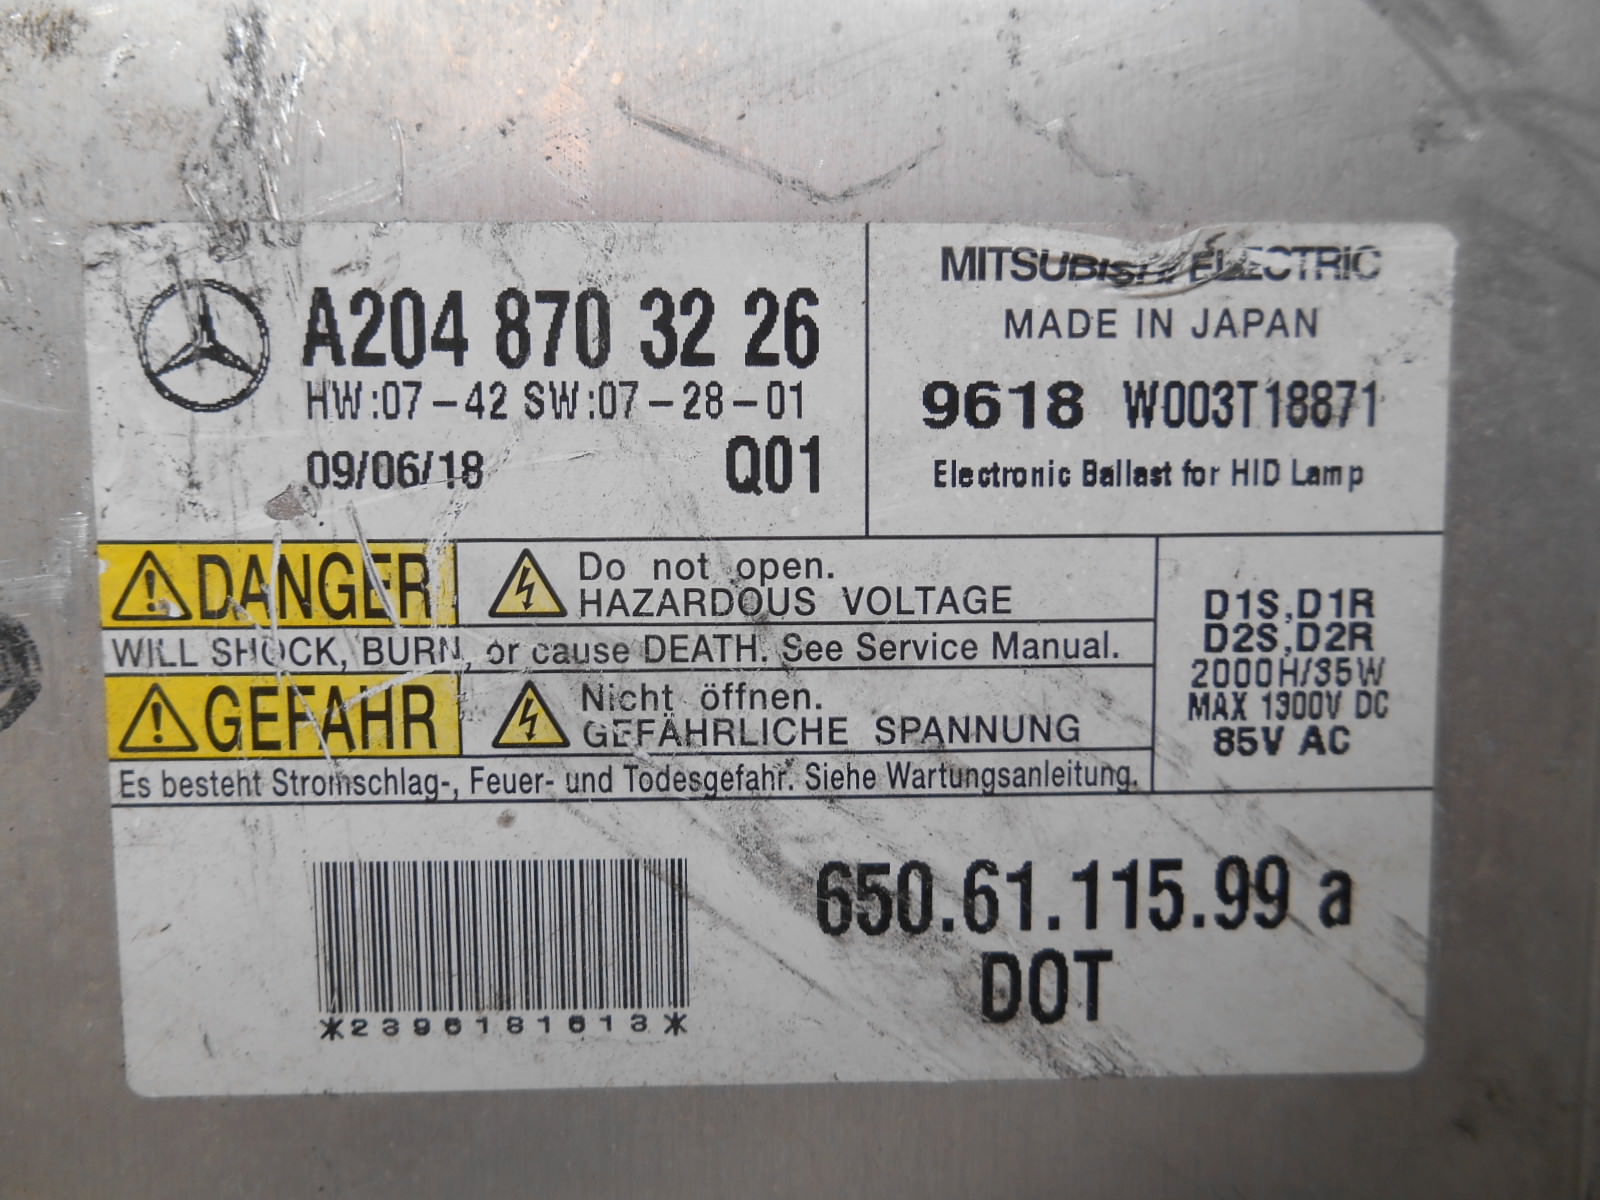 A204 870 32 26
HW:07-42 SW:07-28-01
09/06/18 Q01
MITSUBISHI ELECTRIC
MADE IN JAPAN
9618 W003T18871
Electronic Ballast for HID Lamp
DANGER
Do not open.
HAZARDOUS VOLTAGE
WILL SHOCK, BURN, or cause DEATH. See Service Manual.
GEFAHR
Nicht öffnen.
GEFÄHRLICHE SPANNUNG
Es besteht Stromschlag-, Feuer- und Todesgefahr. Siehe Wartungsanleitung.
D1S,D1R
D2S,D2R
2000H/35W
MAX 1300V DC
85V AC
*2396181613*
650.61.115.99 a
DOT